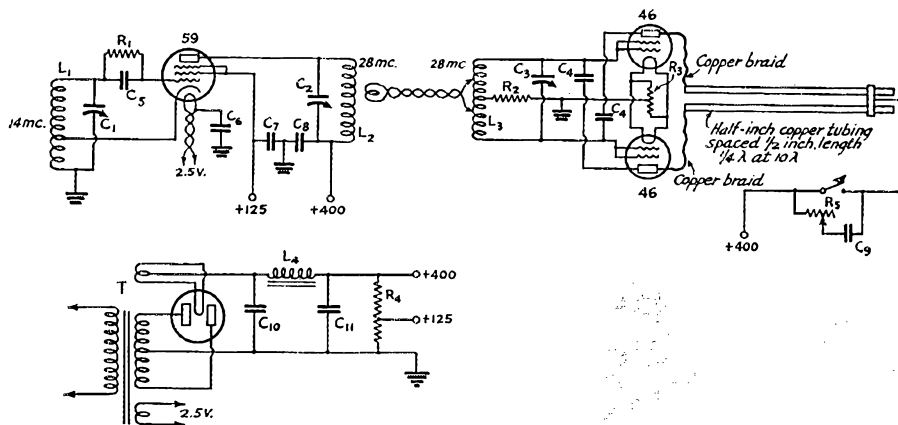 59
R1
L1
C5
14mc.
C1
C6
2.5V.
+125
C7
C8
+400
C2
28mc.
L2
28mc
R2
L3
C3
C4
C4
46
R3
46
Copper braid
Half-inch copper tubing
spaced 1/2 inch, length
1/4 λ at 10 λ
Copper braid
+400
R5
C9
T
L4
C10
C11
R4
+400
+125
2.5V.